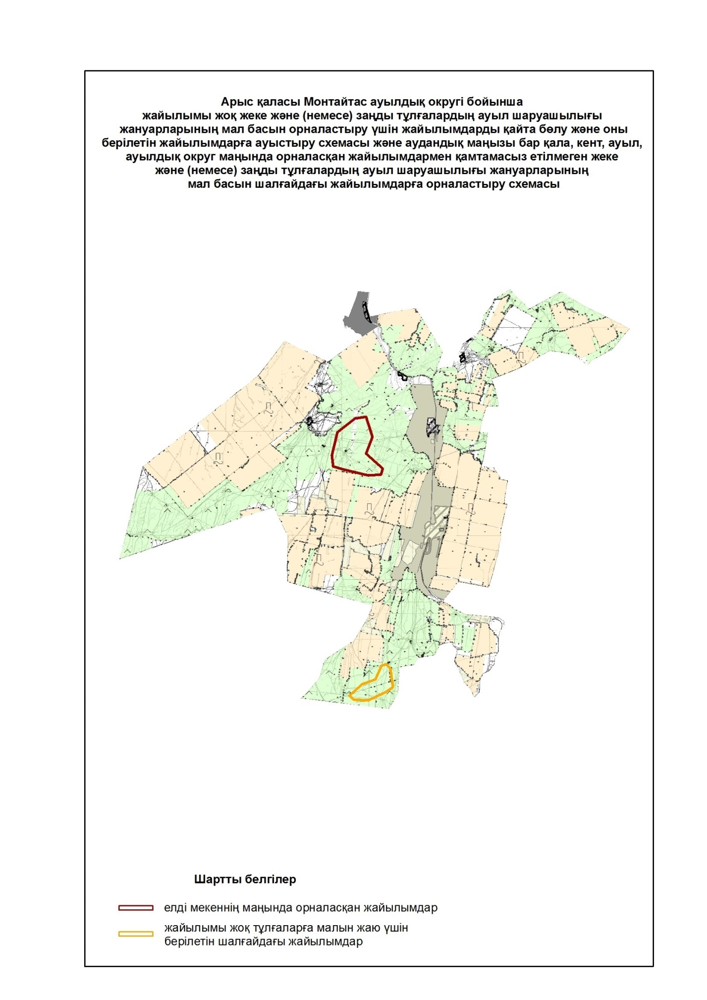 Арыс қаласы Монтайтас ауылдық округі бойынша
жайылымы жоқ жеке және (немесе) заңды тұлғалардың ауыл шаруашылығы
жануарларының мал басын орналастыру үшін жайылымдарды қайта бөлу және оны
берілетін жайылымдарға ауыстыру схемасы және аудандық маңызы бар қала, кент, ауыл,
ауылдық округ маңында орналасқан жайылымдармен қамтамасыз етілмеген жеке
және (немесе) заңды тұлғалардың ауыл шаруашылығы жануарларының
мал басын шалғайдағы жайылымдарға орналастыру схемасы
Шартты белгілер
елді мекеннің маңында орналасқан жайылымдар
жайылымы жоқ тұлғаларға малын жаю үшін
берілетін шалғайдағы жайылымдар